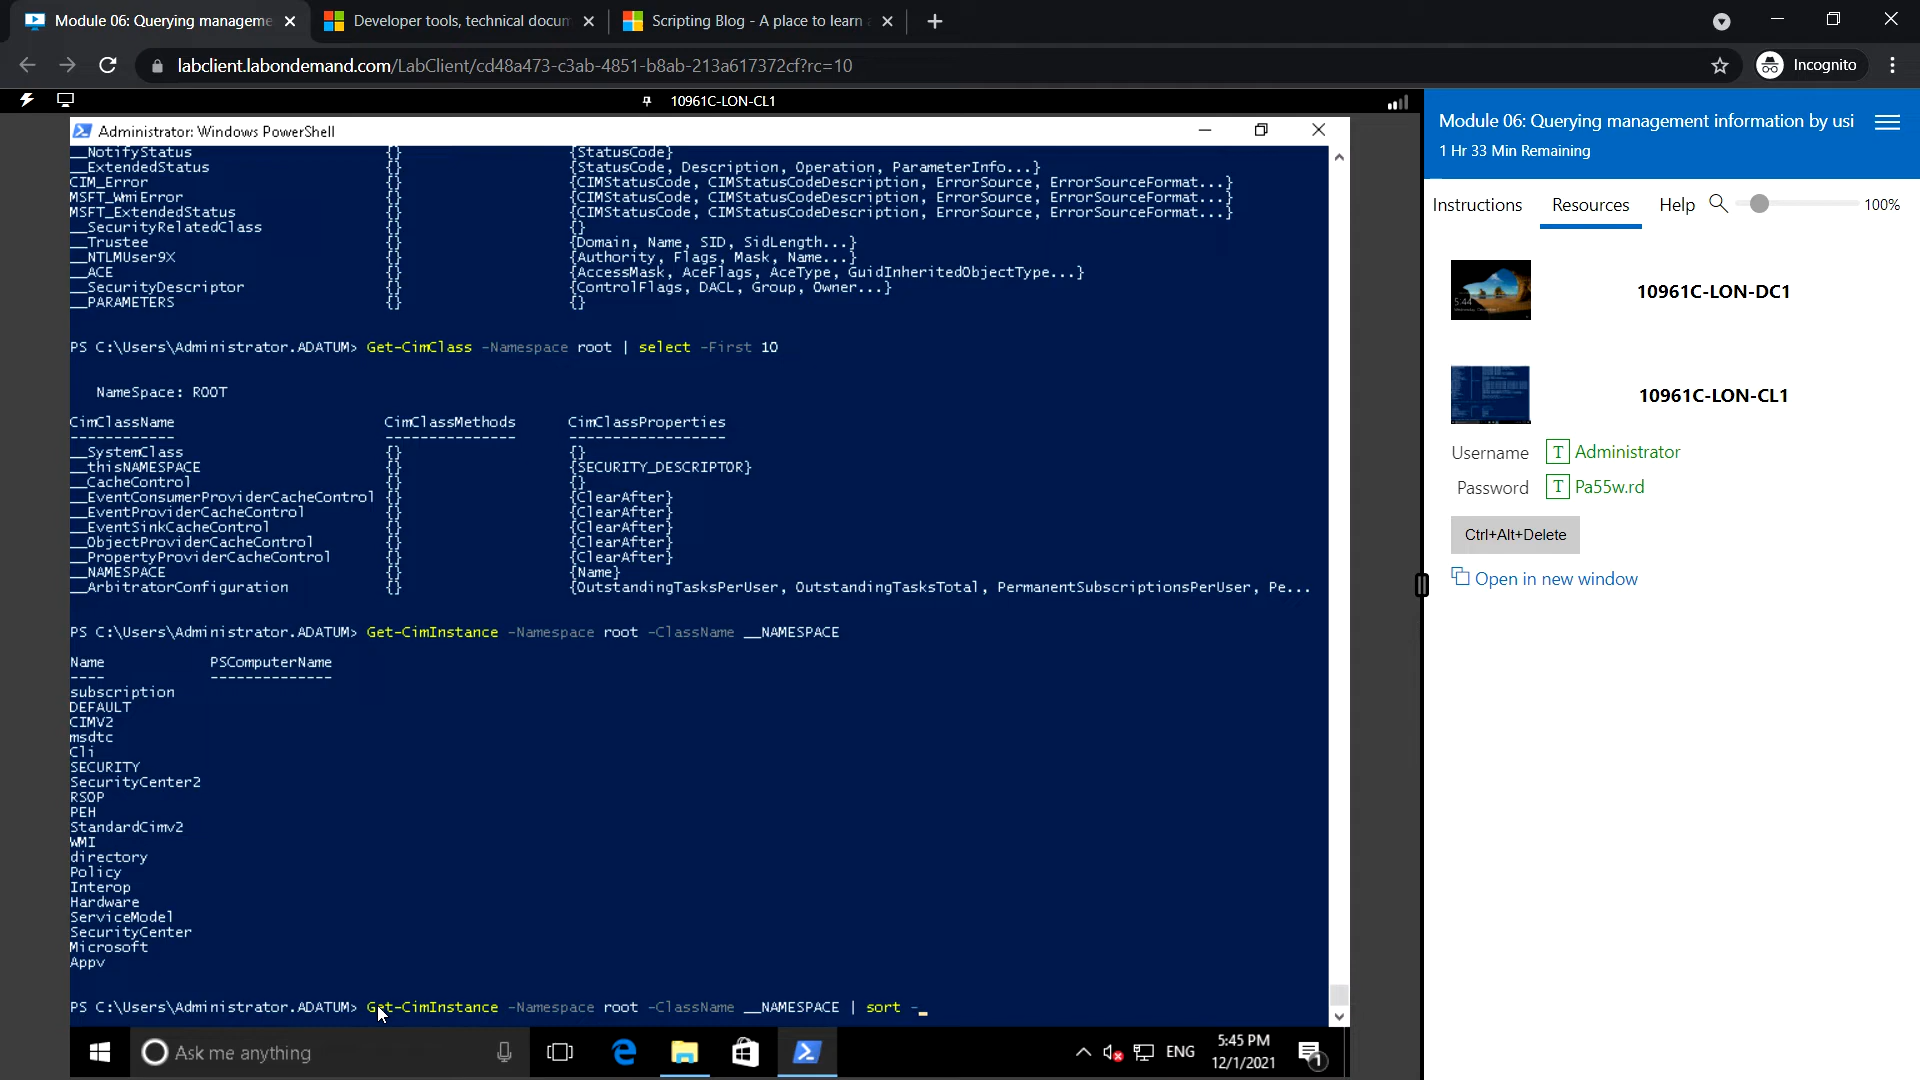 Module 06: Querying manageme
Developer tools, technical docum
Scripting Blog - A place to learn
labclient.labondemand.com/LabClient/cd48a473-c3ab-4851-b8ab-213a617372cf?rc=10
Incognito
10961C-LON-CL1
Administrator: Windows PowerShell
__NotifyStatus {} {StatusCode}
__ExtendedStatus {} {StatusCode, Description, Operation, ParameterInfo...}
CIM_Error {} {CIMStatusCode, CIMStatusCodeDescription, ErrorSource, ErrorSourceFormat...}
MSFT_WmiError {} {CIMStatusCode, CIMStatusCodeDescription, ErrorSource, ErrorSourceFormat...}
MSFT_ExtendedStatus {} {CIMStatusCode, CIMStatusCodeDescription, ErrorSource, ErrorSourceFormat...}
__SecurityRelatedClass {} {}
__Trustee {} {Domain, Name, SID, SidLength...}
__NTLMUser9X {} {Authority, Flags, Mask, Name...}
__ACE {} {AccessMask, AceFlags, AceType, GuidInheritedObjectType...}
__SecurityDescriptor {} {ControlFlags, DACL, Group, Owner...}
__PARAMETERS {} {}
PS C:\Users\Administrator.ADATUM> Get-CimClass -Namespace root | select -First 10
NameSpace: ROOT
CimClassName CimClassMethods CimClassProperties
------------ --------------- ------------------
__SystemClass {} {}
__thisNAMESPACE {} {SECURITY_DESCRIPTOR}
__CacheControl {} {}
__EventConsumerProviderCacheControl {} {ClearAfter}
__EventProviderCacheControl {} {ClearAfter}
__EventSinkCacheControl {} {ClearAfter}
__ObjectProviderCacheControl {} {ClearAfter}
__PropertyProviderCacheControl {} {ClearAfter}
__NAMESPACE {} {Name}
__ArbitratorConfiguration {} {OutstandingTasksPerUser, OutstandingTasksTotal, PermanentSubscriptionsPerUser, Pe...
PS C:\Users\Administrator.ADATUM> Get-CimInstance -Namespace root -ClassName __NAMESPACE
Name PSComputerName
---- --------------
subscription
DEFAULT
CIMV2
msdtc
Cli
SECURITY
SecurityCenter2
RSOP
PEH
StandardCimv2
WMI
directory
Policy
Interop
Hardware
ServiceModel
SecurityCenter
Microsoft
Appv
PS C:\Users\Administrator.ADATUM> Get-CimInstance -Namespace root -ClassName __NAMESPACE | sort -_
Ask me anything
ENG
5:45 PM
12/1/2021
1
Module 06: Querying management information by usi
1 Hr 33 Min Remaining
Instructions Resources Help 100%
5:44
10961C-LON-DC1
10961C-LON-CL1
Username T Administrator
Password T Pa55w.rd
Ctrl+Alt+Delete
Open in new window